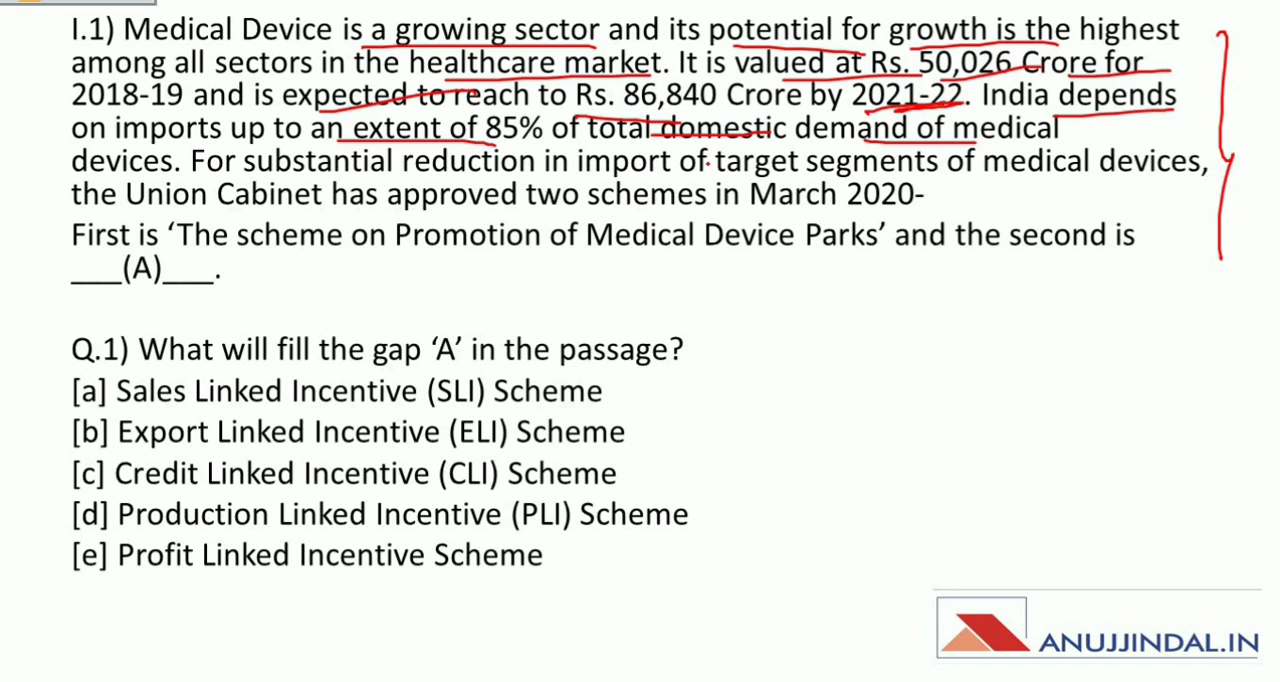 I.1) Medical Device is a growing sector and its potential for growth is the highest
among all sectors in the healthcare market. It is valued at Rs. 50,026 Crore for
2018-19 and is expected to reach to Rs. 86,840 Crore by 2021-22. India depends
on imports up to an extent of 85% of total domestic demand of medical
devices. For substantial reduction in import of target segments of medical devices,
the Union Cabinet has approved two schemes in March 2020-
First is ‘The scheme on Promotion of Medical Device Parks’ and the second is
___(A)___.
Q.1) What will fill the gap ‘A’ in the passage?
[a] Sales Linked Incentive (SLI) Scheme
[b] Export Linked Incentive (ELI) Scheme
[c] Credit Linked Incentive (CLI) Scheme
[d] Production Linked Incentive (PLI) Scheme
[e] Profit Linked Incentive Scheme
ANUJJINDAL.IN